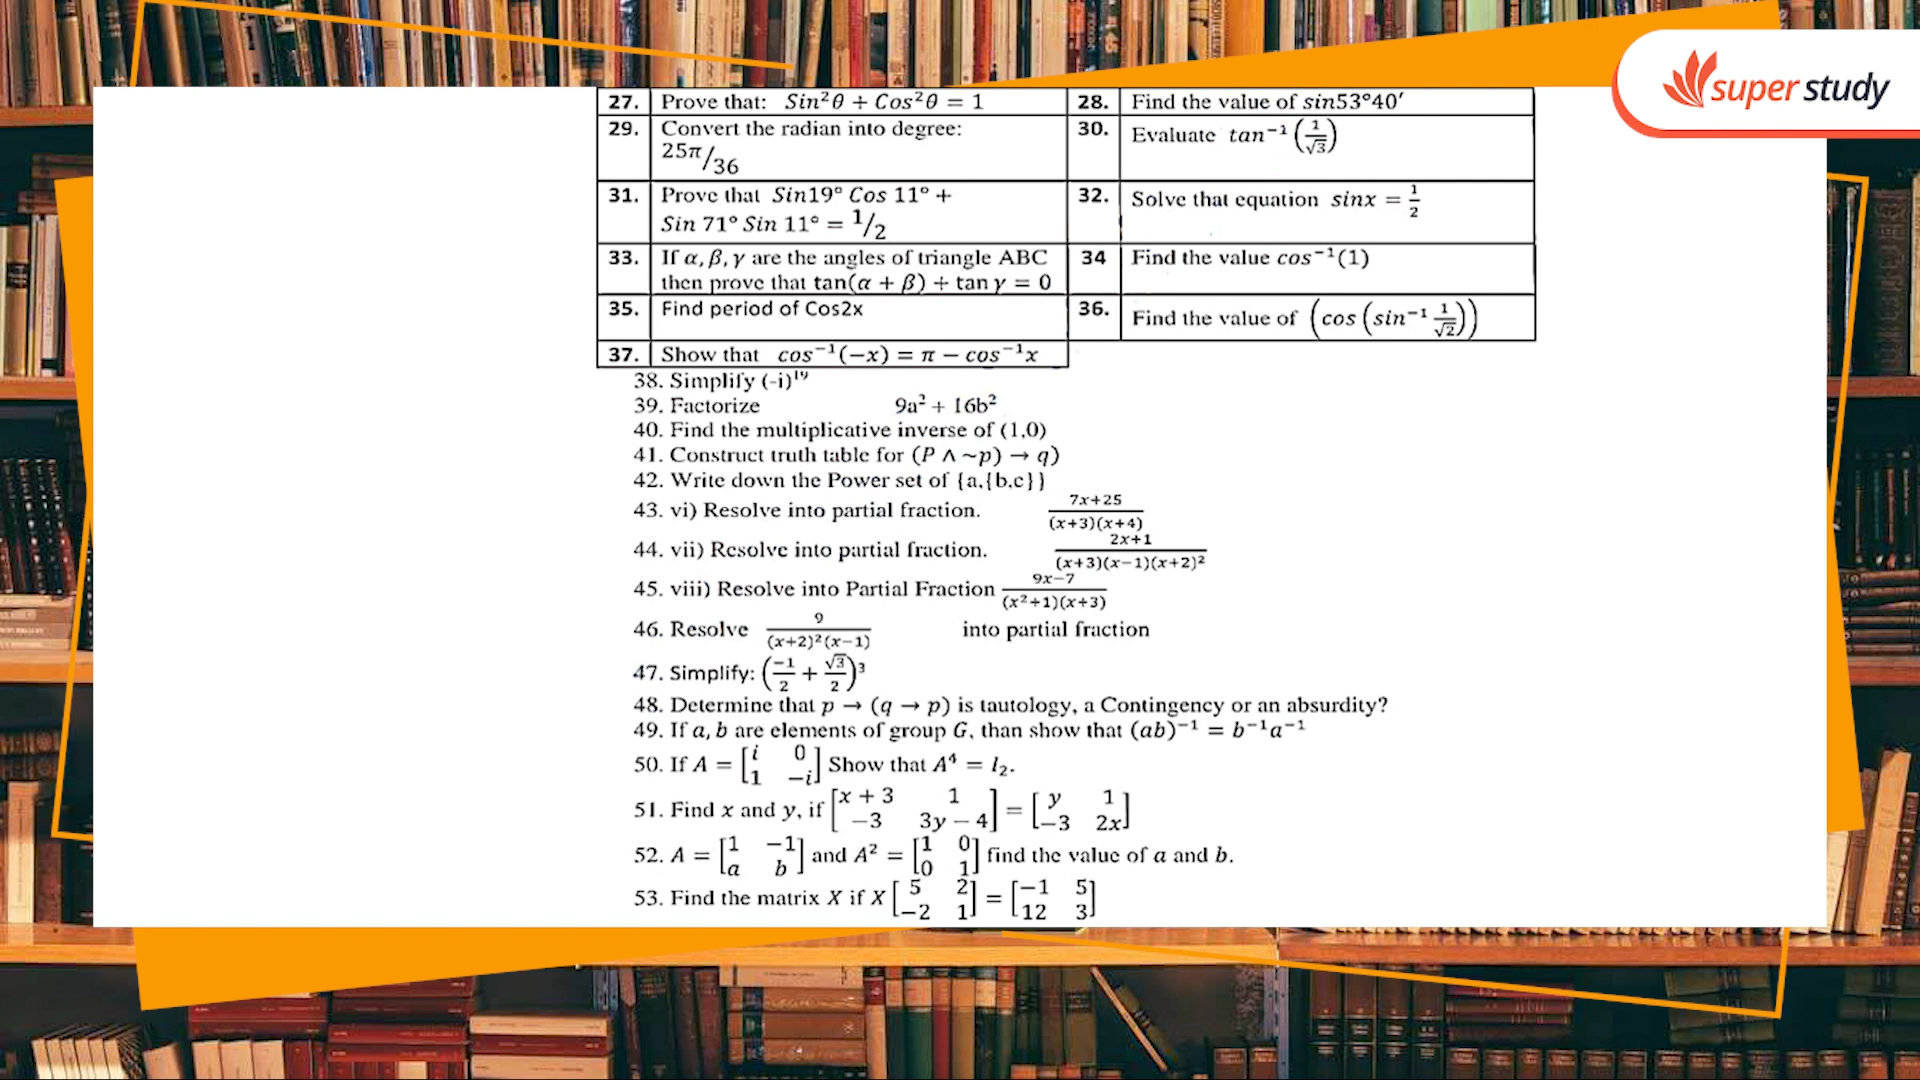 super study
27. Prove that: Sin²θ + Cos²θ = 1 28. Find the value of sin53°40′
29. Convert the radian into degree: 30. Evaluate tan⁻¹(1/√3)
25π/36
31. Prove that Sin19° Cos 11° + 32. Solve that equation sinx = 1/2
Sin 71° Sin 11° = 1/2
33. If α, β, γ are the angles of triangle ABC 34 Find the value cos⁻¹(1)
then prove that tan(α + β) + tan γ = 0
35. Find period of Cos2x 36. Find the value of (cos(sin⁻¹ 1/√2))
37. Show that cos⁻¹(−x) = π − cos⁻¹x
38. Simplify (-i)¹⁹
39. Factorize 9a² + 16b²
40. Find the multiplicative inverse of (1,0)
41. Construct truth table for (P ∧ ~p) → q)
42. Write down the Power set of {a,{b,c}}
43. vi) Resolve into partial fraction. 7x+25/(x+3)(x+4)
44. vii) Resolve into partial fraction. 2x+1/(x+3)(x−1)(x+2)²
45. viii) Resolve into Partial Fraction 9x−7/(x²+1)(x+3)
46. Resolve 9/(x+2)²(x−1) into partial fraction
47. Simplify: (−1/2 + √3/2)³
48. Determine that p → (q → p) is tautology, a Contingency or an absurdity?
49. If a, b are elements of group G, than show that (ab)⁻¹ = b⁻¹a⁻¹
50. If A = [i 0; 1 −i] Show that A⁴ = I₂.
51. Find x and y, if [x + 3 1; −3 3y − 4] = [y 1; −3 2x]
52. A = [1 −1; a b] and A² = [1 0; 0 1] find the value of a and b.
53. Find the matrix X if X [5 2; −2 1] = [−1 5; 12 3]